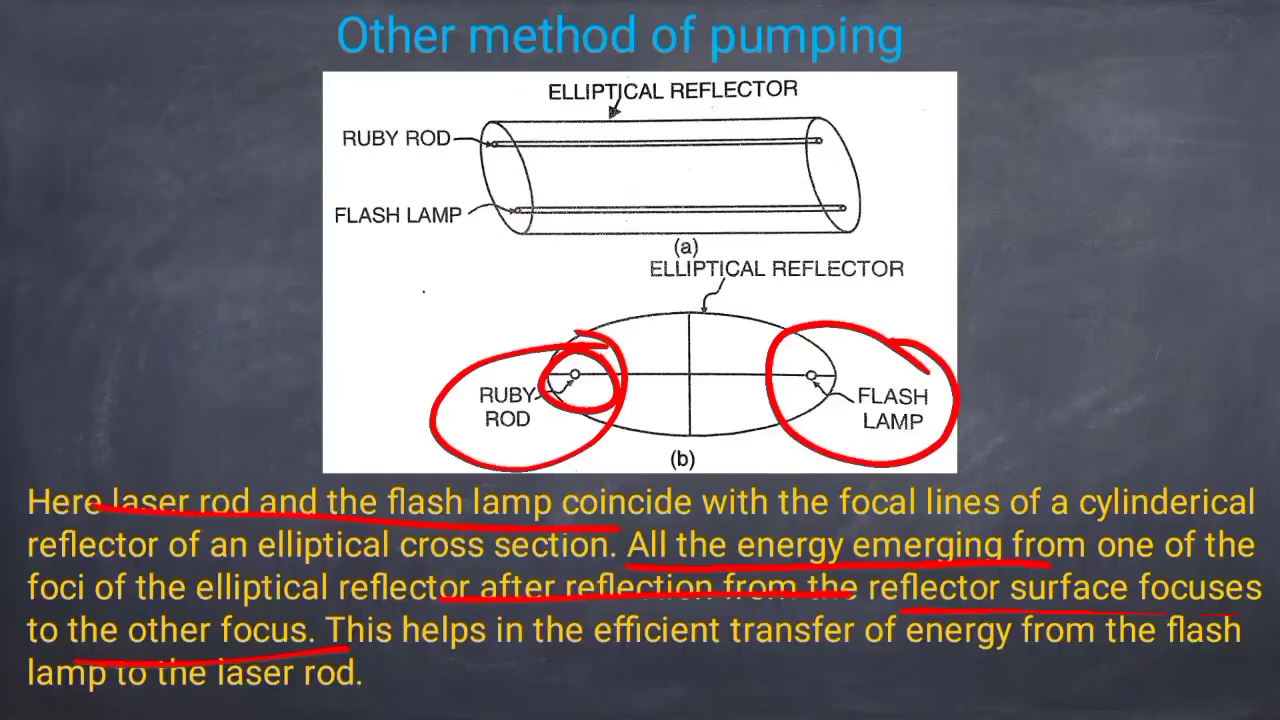 Other method of pumping
ELLIPTICAL REFLECTOR
RUBY ROD
FLASH LAMP
(a)
ELLIPTICAL REFLECTOR
RUBY
ROD
FLASH
LAMP
(b)
Here laser rod and the flash lamp coincide with the focal lines of a cylinderical
reflector of an elliptical cross section. All the energy emerging from one of the
foci of the elliptical reflector after reflection from the reflector surface focuses
to the other focus. This helps in the efficient transfer of energy from the flash
lamp to the laser rod.